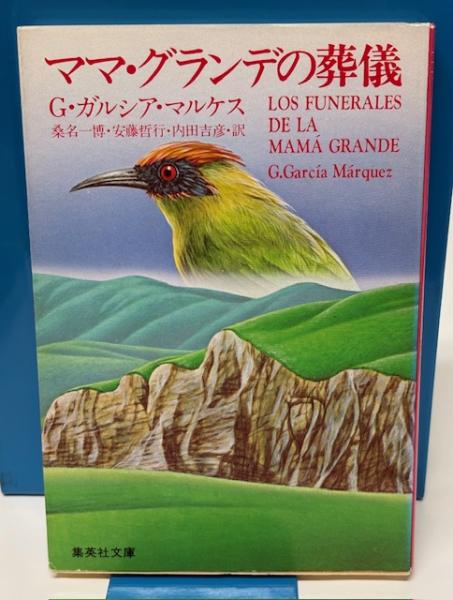 ママ・グランデの葬儀
G・ガルシア・マルケス
桑名一博・安藤哲行・内田吉彦・訳
LOS FUNERALES
DE LA
MAMÁ GRANDE
G.García Márquez
集英社文庫